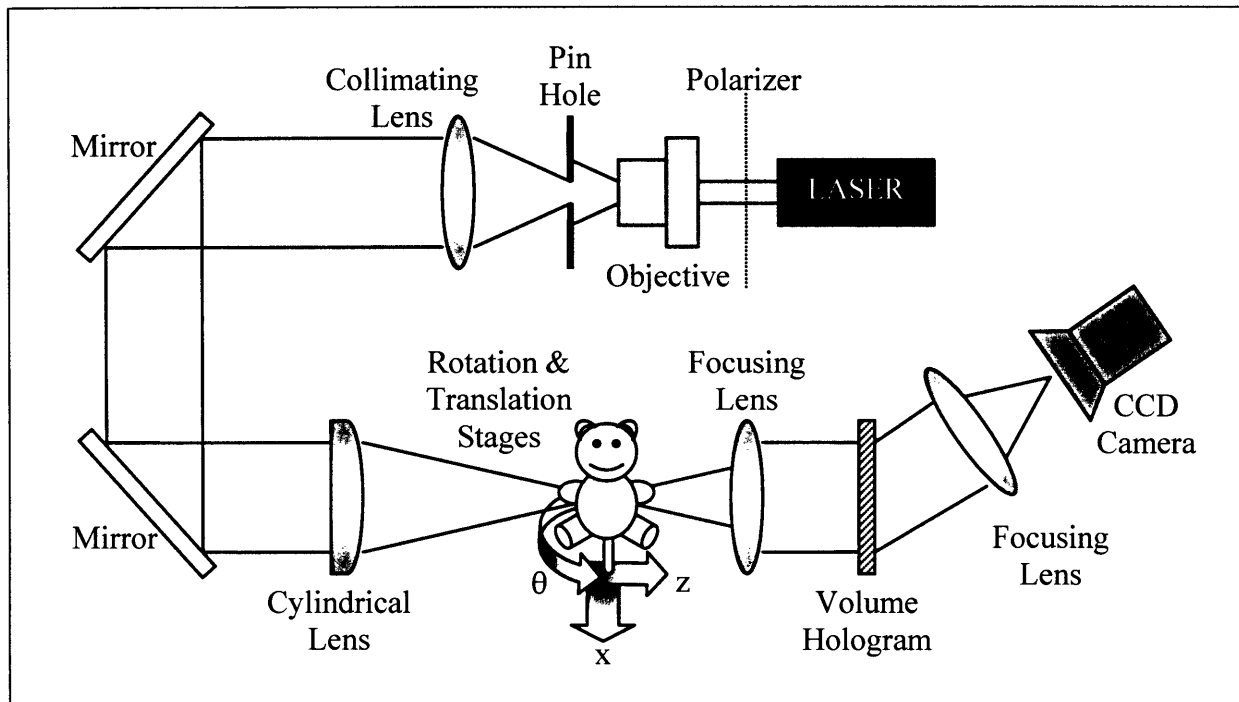 Pin
Hole
Collimating
Lens
Polarizer
Mirror
LASER
Objective
Rotation &
Translation
Stages
Focusing
Lens
CCD
Camera
Mirror
Cylindrical
Lens
θ
z
x
Volume
Hologram
Focusing
Lens